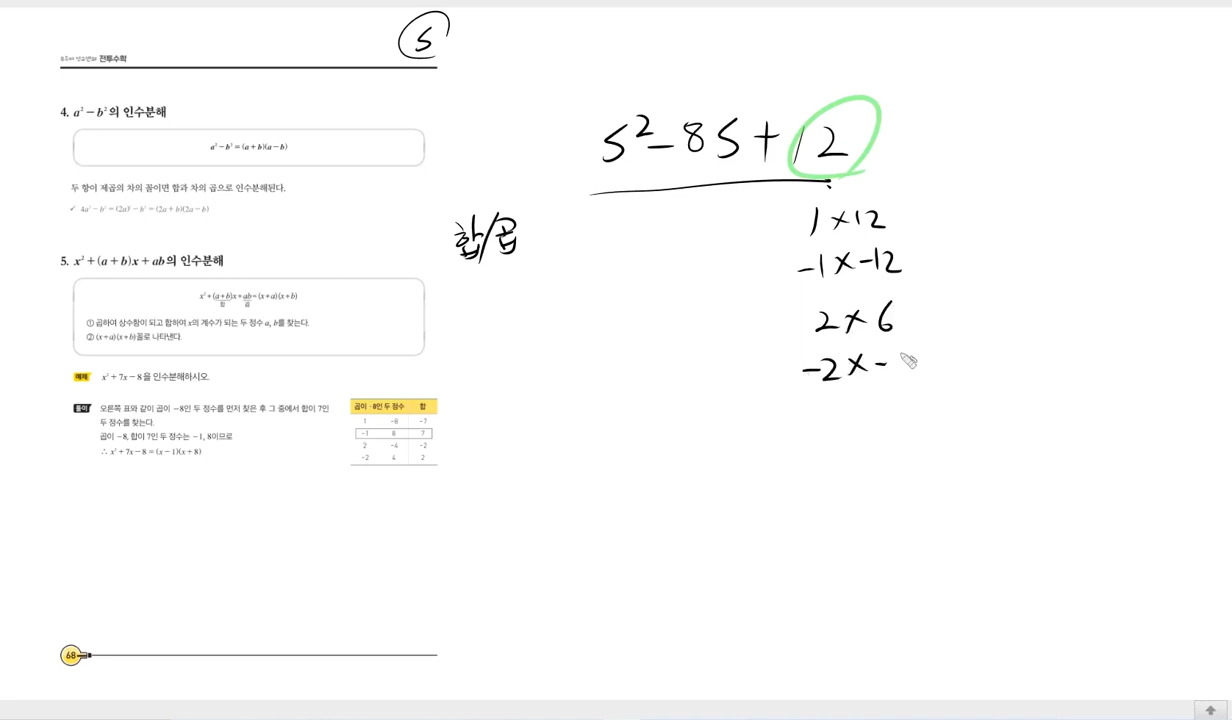 전투수학
4. a² − b²의 인수분해
a² − b² = (a + b)(a − b)
두 항이 제곱의 차의 꼴이면 합과 차의 곱으로 인수분해된다.
✓ 4a² − b² = (2a)² − b² = (2a + b)(2a − b)
5. x² + (a + b)x + ab의 인수분해
x² + (a+b)x + ab = (x+a)(x+b)
합 곱
① 곱하여 상수항이 되고 합하여 x의 계수가 되는 두 정수 a, b를 찾는다.
② (x+a)(x+b)꼴로 나타낸다.
예제 x² + 7x − 8을 인수분해하시오.
풀이 오른쪽 표와 같이 곱이 −8인 두 정수를 먼저 찾은 후 그 중에서 합이 7인
두 정수를 찾는다.
곱이 −8, 합이 7인 두 정수는 −1, 8이므로
∴ x² + 7x − 8 = (x − 1)(x + 8)
곱이 -8인 두 정수 합
1 -8 -7
-1 8 7
2 -4 -2
-2 4 2
68
5
합/곱
5²-85+12
1×12
-1×-12
2×6
-2×-